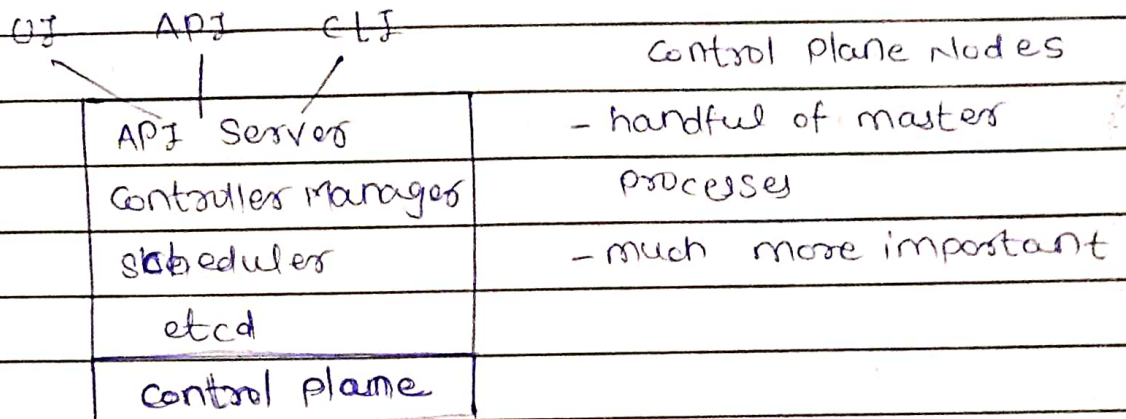 UI API CLI
Control Plane Nodes
API Server
- handful of master
Controller Manager
processes
scheduler
- much more important
etcd
Control plane